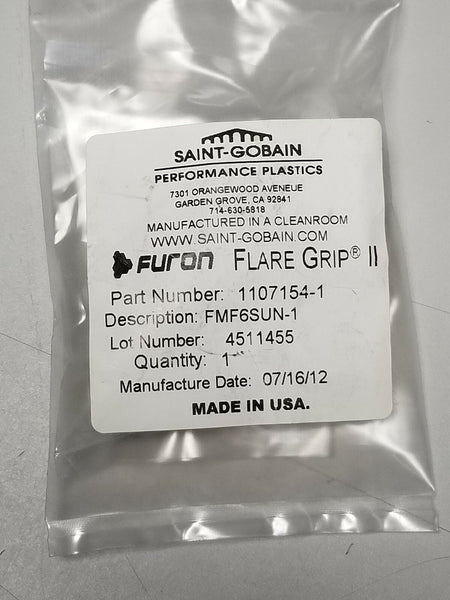 SAINT-GOBAIN
PERFORMANCE PLASTICS
7301 ORANGEWOOD AVENEUE
GARDEN GROVE, CA 92841
714-630-5818
MANUFACTURED IN A CLEANROOM
WWW.SAINT-GOBAIN.COM
FURON FLARE GRIP® II
Part Number: 1107154-1
Description: FMF6SUN-1
Lot Number: 4511455
Quantity: 1
Manufacture Date: 07/16/12
MADE IN USA.